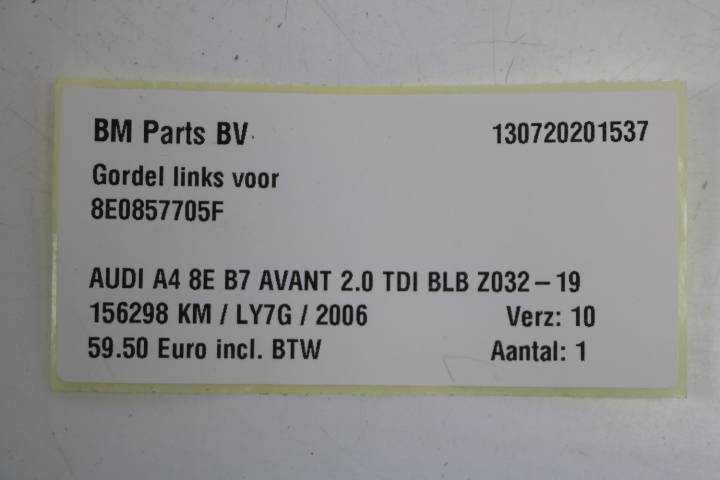 BM Parts BV 130720201537
Gordel links voor
8E0857705F
AUDI A4 8E B7 AVANT 2.0 TDI BLB Z032-19
156298 KM / LY7G / 2006 Verz: 10
59.50 Euro incl. BTW Aantal: 1